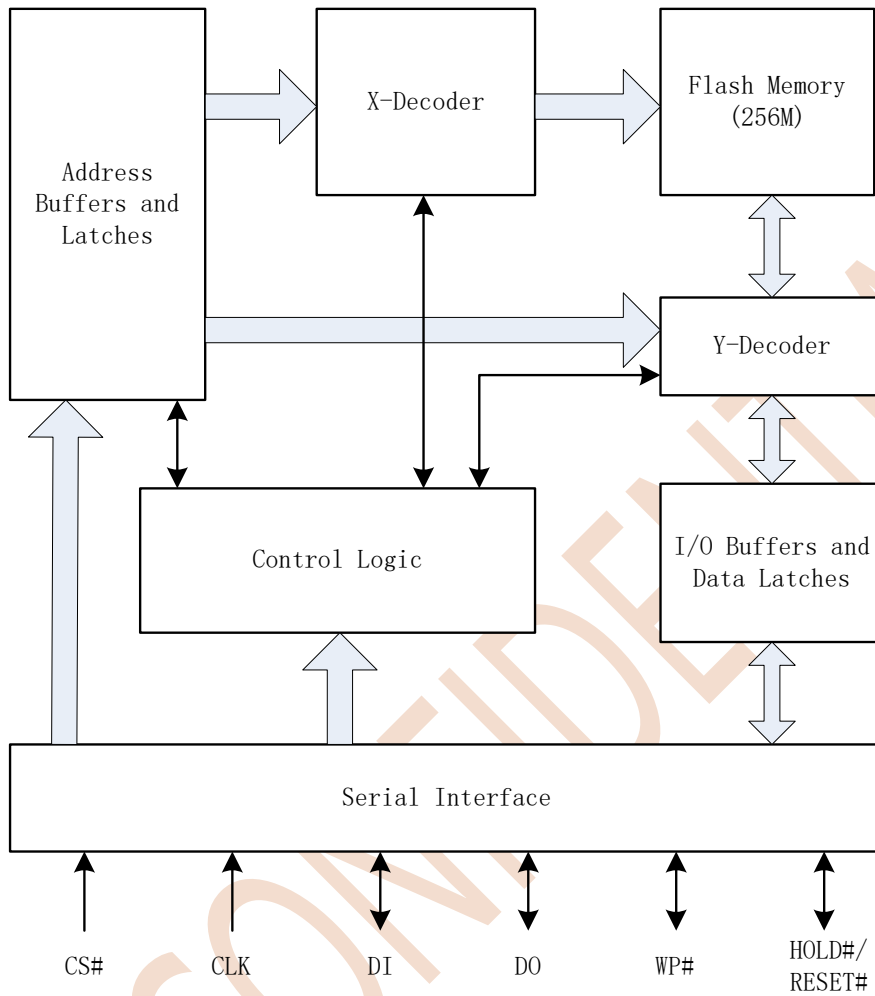 X-Decoder
Flash Memory
(256M)
Address
Buffers and
Latches
Y-Decoder
Control Logic
I/O Buffers and
Data Latches
Serial Interface
CS#
CLK
DI
DO
WP#
HOLD#/
RESET#